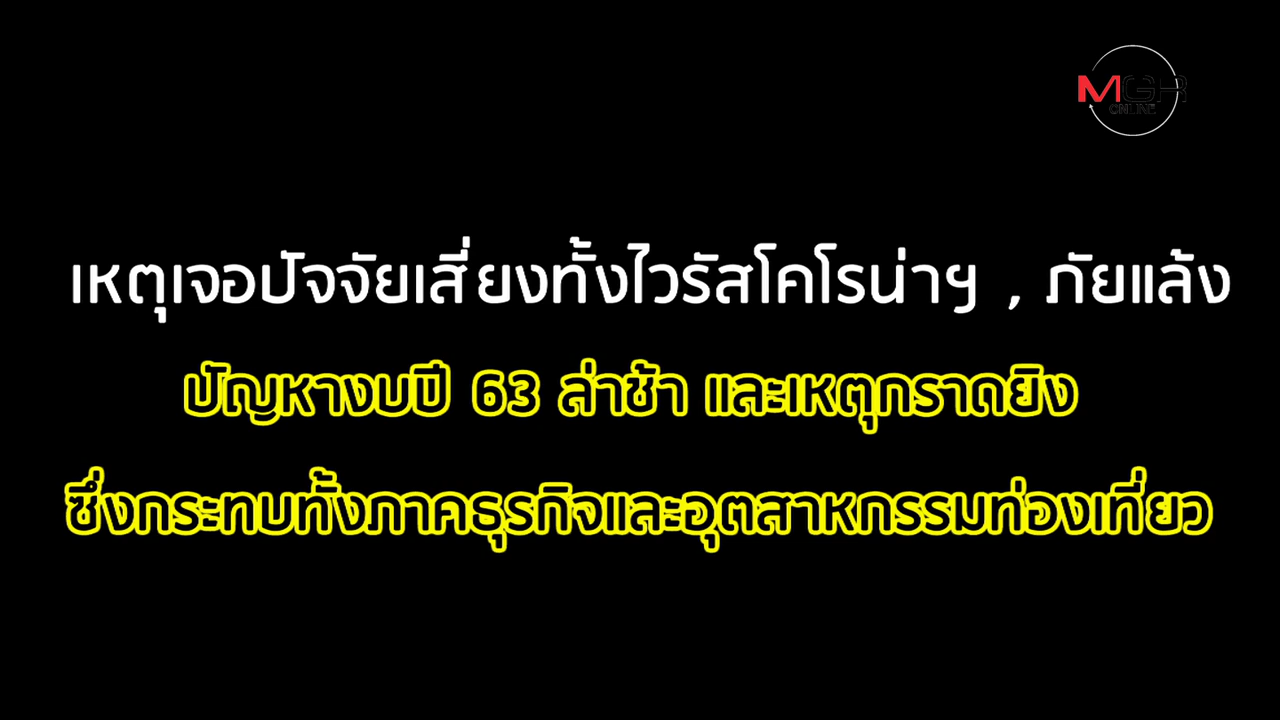 MGR
ONLINE
เหตุเจอปัจจัยเสี่ยงทั้งไวรัสโคโรน่าฯ , ภัยแล้ง
ปัญหางบปี 63 ล่าช้า และเหตุกราดยิง
ซึ่งกระทบทั้งภาคธุรกิจและอุตสาหกรรมท่องเที่ยว